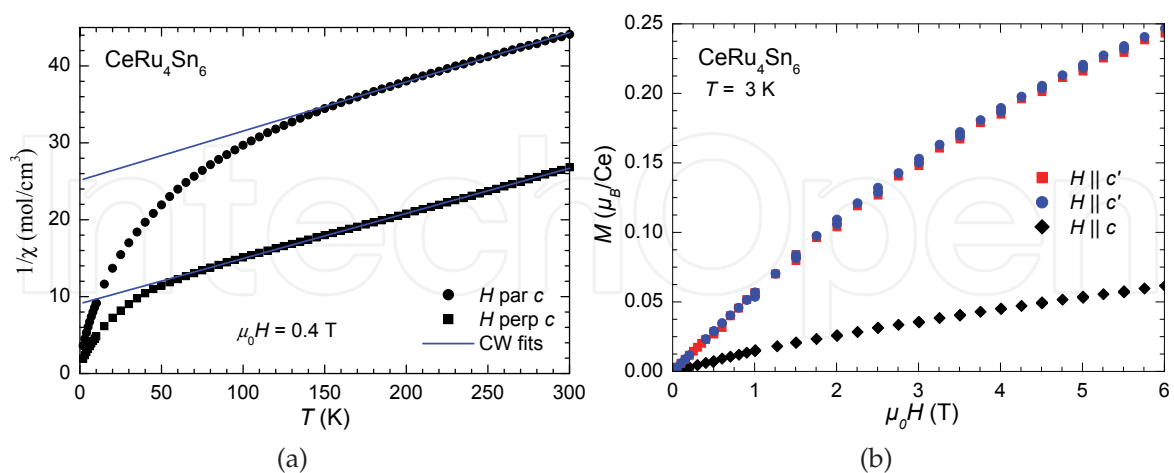 CeRu₄Sn₆
1/χ (mol/cm³)
40
30
20
10
0
H par c
H perp c
CW fits
μ₀H = 0.4 T
0 50 100 150 200 250 300
T (K)
(a)
CeRu₄Sn₆
T = 3 K
M (μ_B/Ce)
0.25
0.20
0.15
0.10
0.05
0.00
H || c'
H || c'
H || c
0 1 2 3 4 5 6
μ₀H (T)
(b)
IntechOpen